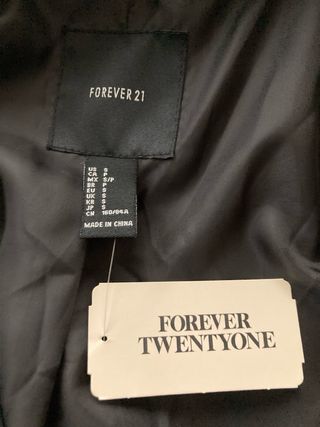 FOREVER 21
US S
CA P
MX S/P
BR P
EU S
UK S
KR S
JP S
CN 160/84A
MADE IN CHINA
FOREVER
TWENTYONE